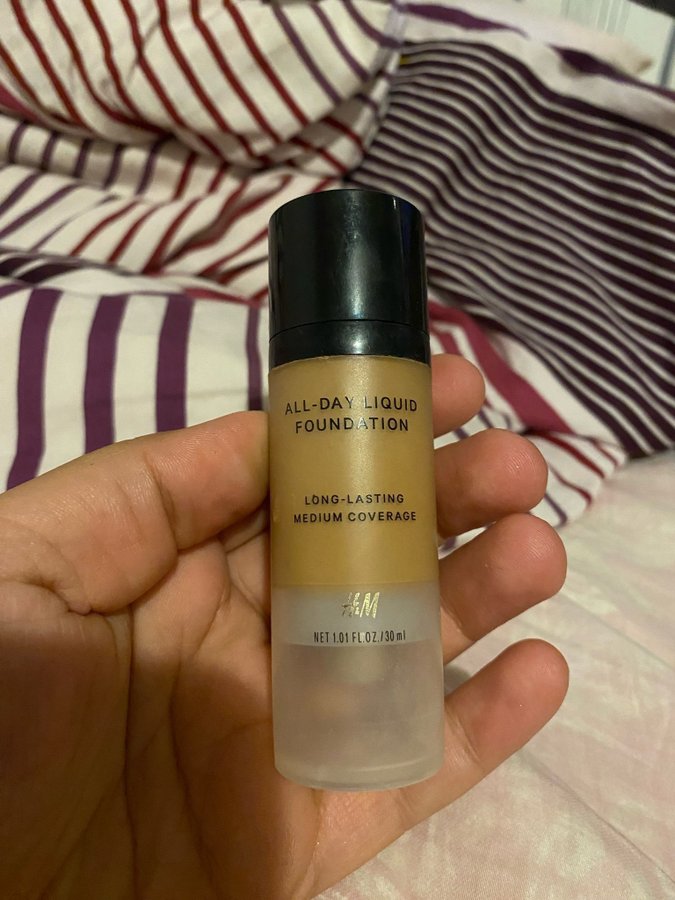 ALL-DAY LIQUID
FOUNDATION
LONG-LASTING
MEDIUM COVERAGE
H&M
NET 1.01 FL.OZ./30 ml